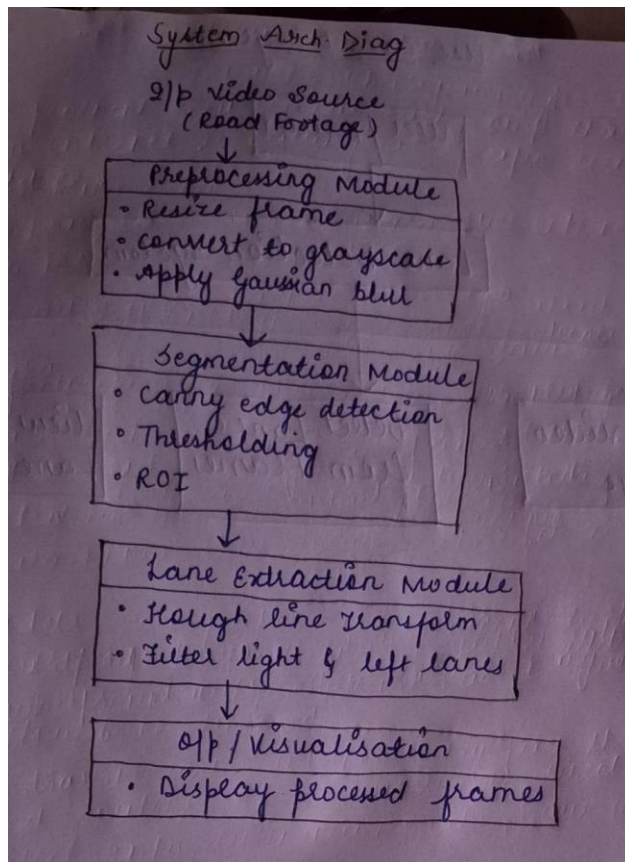 System Arch. Diag
I/p Video Source
(Road Footage)
Preprocessing Module
• Resize frame
• Convert to grayscale
• Apply Gaussian blur
Segmentation Module
• Canny edge detection
• Thresholding
• ROI
Lane Extraction Module
• Hough line Transform
• Filter right & left lanes
O/p / Visualisation
• Display processed frames